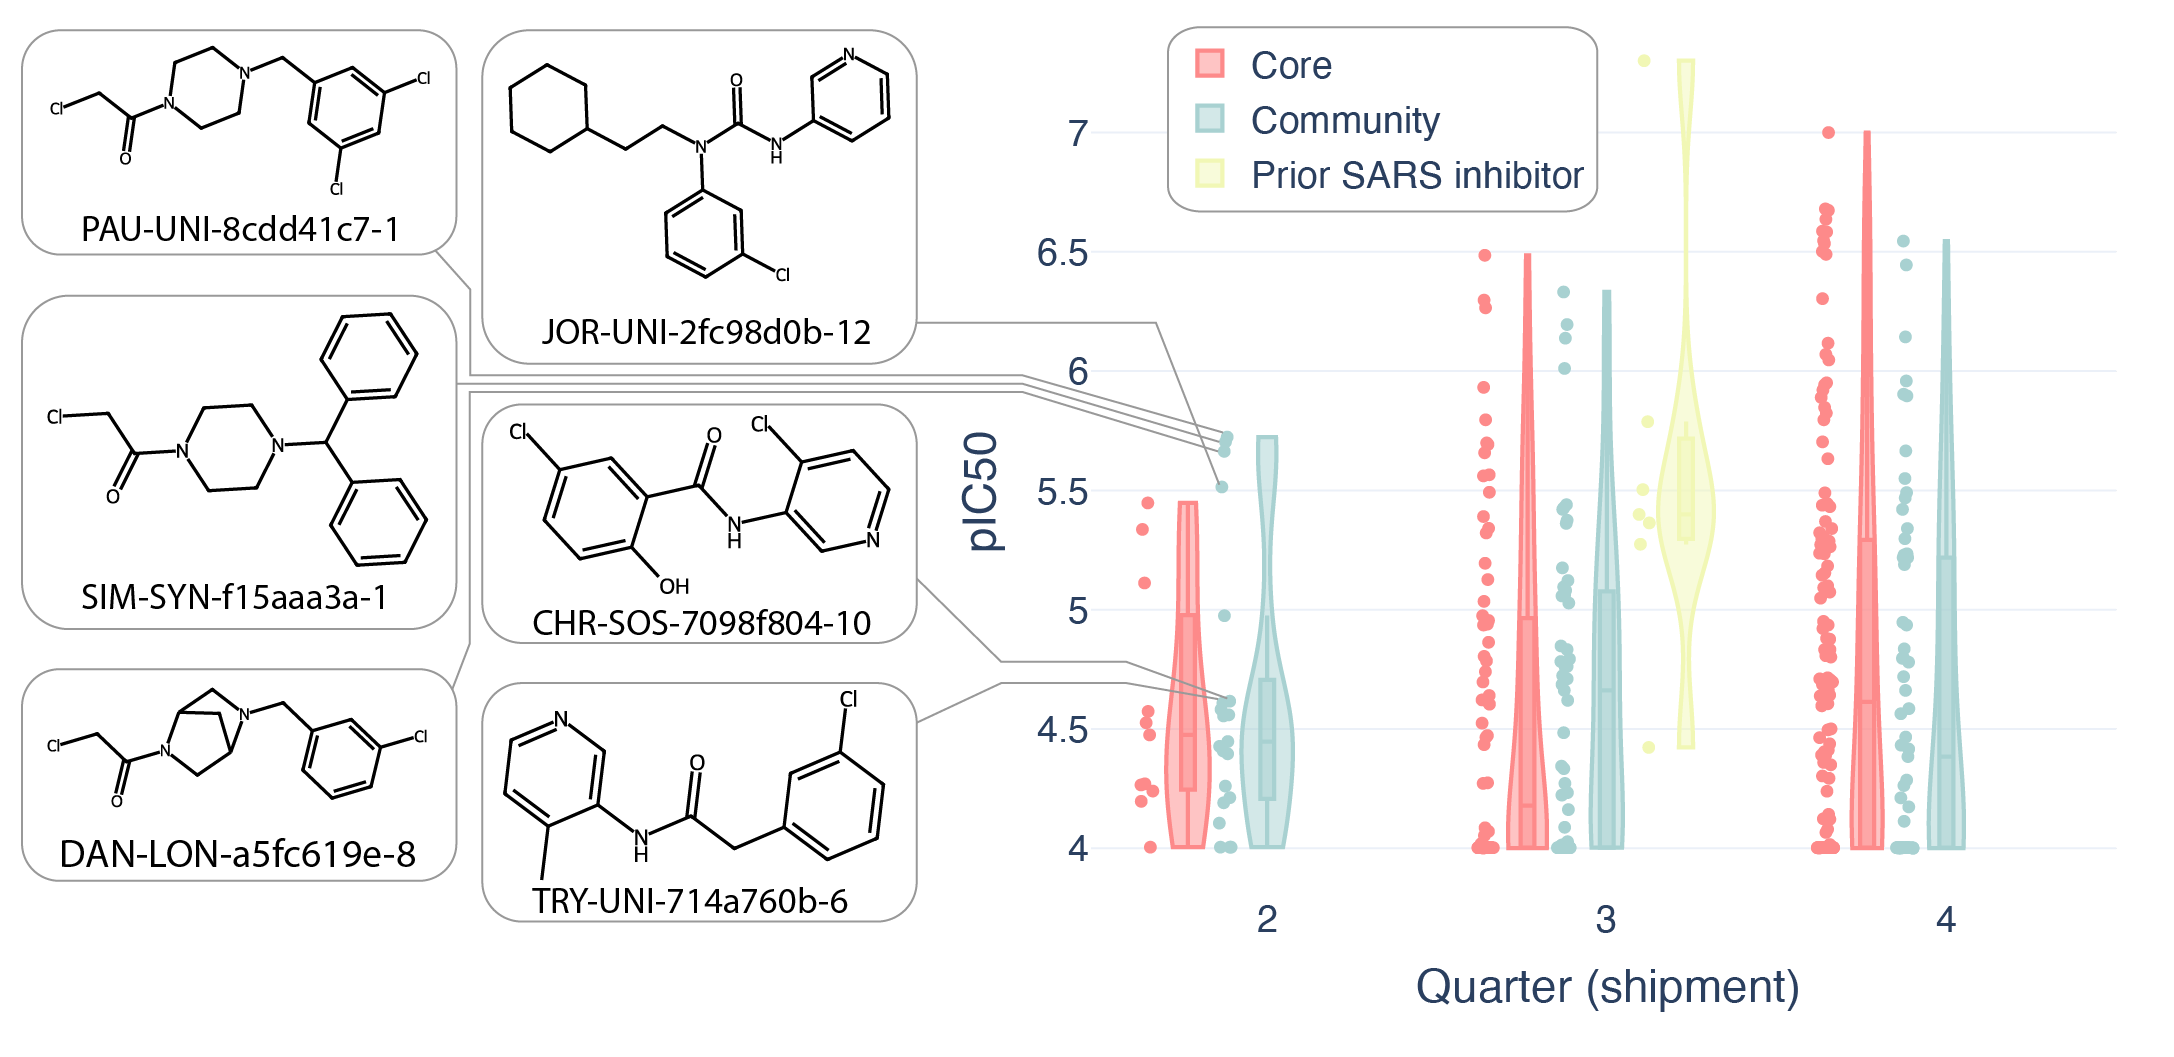 Cl
N
N
O
Cl
Cl
PAU-UNI-8cdd41c7-1
N
O
N
N
H
Cl
JOR-UNI-2fc98d0b-12
Cl
N
N
O
SIM-SYN-f15aaa3a-1
Cl
O
Cl
N
H
N
OH
CHR-SOS-7098f804-10
Cl
N
N
O
Cl
DAN-LON-a5fc619e-8
N
N
H
O
Cl
TRY-UNI-714a760b-6
Core
Community
Prior SARS inhibitor
pIC50
7
6.5
6
5.5
5
4.5
4
2
3
4
Quarter (shipment)